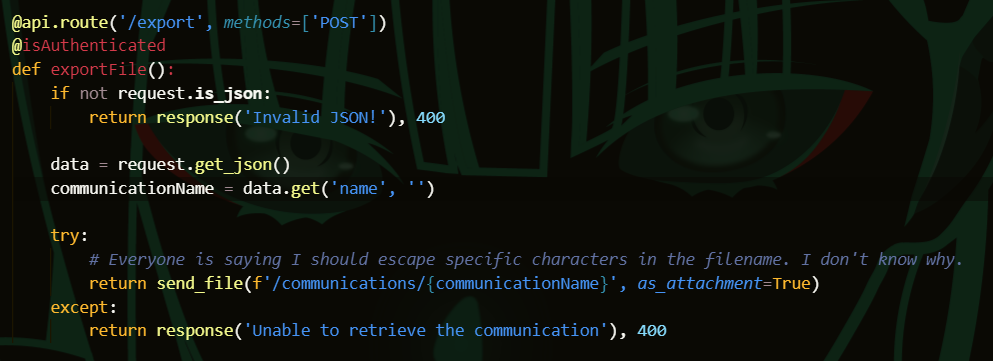 @api.route('/export', methods=['POST'])
@isAuthenticated
def exportFile():
    if not request.is_json:
        return response('Invalid JSON!'), 400

    data = request.get_json()
    communicationName = data.get('name', '')

    try:
        # Everyone is saying I should escape specific characters in the filename. I don't know why.
        return send_file(f'/communications/{communicationName}', as_attachment=True)
    except:
        return response('Unable to retrieve the communication'), 400